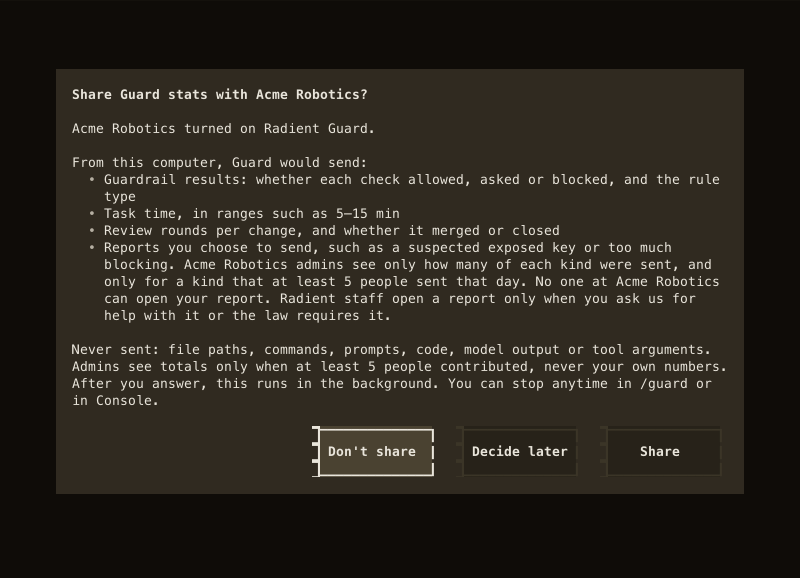 Share Guard stats with Acme Robotics?
Acme Robotics turned on Radient Guard.
From this computer, Guard would send:
• Guardrail results: whether each check allowed, asked or blocked, and the rule
type
• Task time, in ranges such as 5–15 min
• Review rounds per change, and whether it merged or closed
• Reports you choose to send, such as a suspected exposed key or too much
blocking. Acme Robotics admins see only how many of each kind were sent, and
only for a kind that at least 5 people sent that day. No one at Acme Robotics
can open your report. Radient staff open a report only when you ask us for
help with it or the law requires it.
Never sent: file paths, commands, prompts, code, model output or tool arguments.
Admins see totals only when at least 5 people contributed, never your own numbers.
After you answer, this runs in the background. You can stop anytime in /guard or
in Console.
Don't share Decide later Share